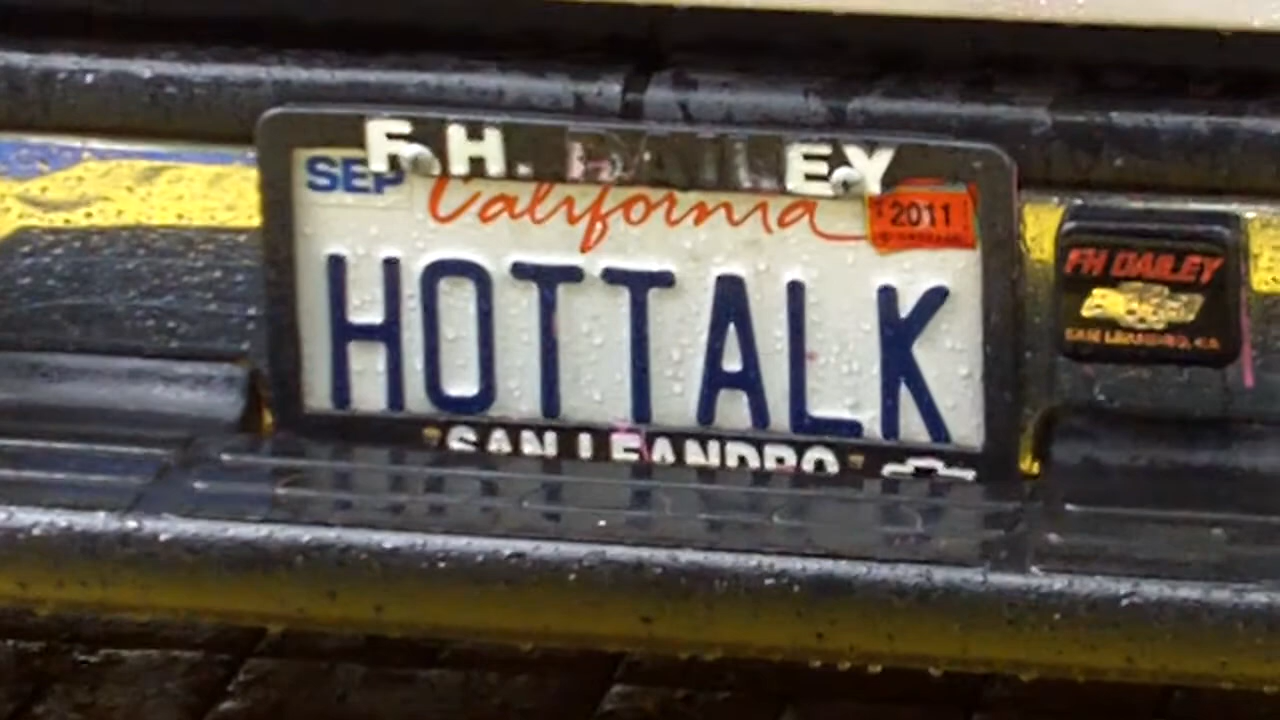 F.H. DAILEY
SEP
California
2011
HOTTALK
SAN LEANDRO
FH DAILEY
SAN LEANDRO, CA